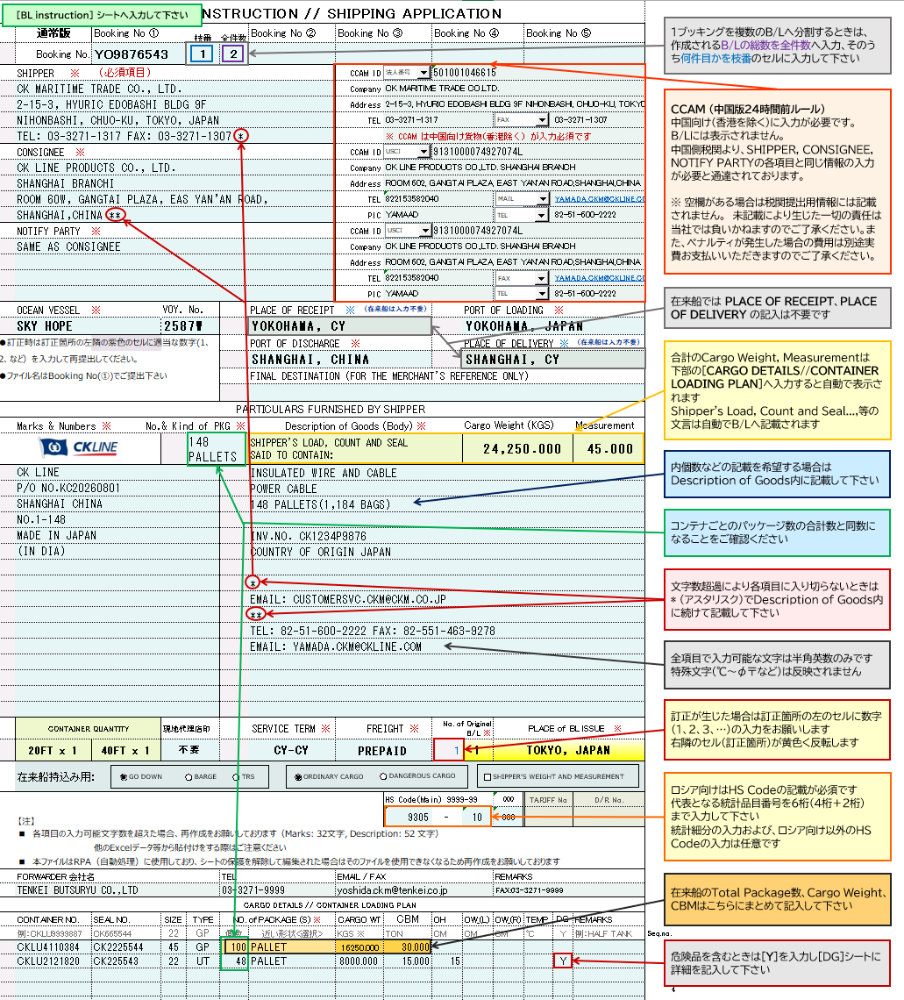 [BL instruction] シートへ入力して下さい
NSTRUCTION // SHIPPING APPLICATION
通常版 Booking No ① 枝番 全件数 Booking No ② Booking No ③ Booking No ④ Booking No ⑤
Booking No. YO9876543 1 2
1ブッキングを複数のB/Lへ分割するときは、
作成されるB/Lの総数を全件数へ入力、そのう
ち何件目かを枝番のセルに入力して下さい
SHIPPER ※ (必須項目)
CK MARITIME TRADE CO., LTD.
2-15-3, HYURIC EDOBASHI BLDG 9F
NIHONBASHI, CHUO-KU, TOKYO, JAPAN
TEL: 03-3271-1317 FAX: 03-3271-1307 *
CONSIGNEE ※
CK LINE PRODUCTS CO., LTD.
SHANGHAI BRANCHI
ROOM 60W, GANGTAI PLAZA, EAS YAN'AN ROAD,
SHANGHAI,CHINA **
NOTIFY PARTY ※
SAME AS CONSIGNEE
CCAM ID 法人番号 501001046615
Company CK MARITIME TRADE CO.LTD.
Address 2-15-3, HYURIC EDOBASHI BLDG 9F NIHONBASHI, CHUO-KU, TOKYO
TEL 03-3271-1317 FAX 03-3271-1307
※ CCAM は中国向け貨物(香港除く) が入力必須です
CCAM ID USCI 9131000074927074L
Company CK LINE PRODUCTS CO.,LTD. SHANGHAI BRANCH
Address ROOM 602, GANGTAI PLAZA, EAST YAN'AN ROAD,SHANGHAI,CHINA
TEL 822153582040 MAIL YAMADA.CKM@CKLINE.CO
PIC YAMAAD TEL 82-51-600-2222
CCAM ID USCI 9131000074927074L
Company CK LINE PRODUCTS CO.,LTD. SHANGHAI BRANCH
Address ROOM 602, GANGTAI PLAZA, EAST YAN'AN ROAD,SHANGHAI,CHINA
TEL 822153582040 FAX YAMADA.CKM@CKLINE.CO
PIC YAMAAD TEL 82-51-600-2222
CCAM (中国版24時間前ルール)
中国向け(香港を除く)に入力が必要です。
B/Lには表示されません。
中国側税関より、SHIPPER, CONSIGNEE,
NOTIFY PARTYの各項目と同じ情報の入力
が必要と通達されております。
※ 空欄がある場合は税関提出用情報には記載
されません。 未記載により生じた一切の責任は
当社では負いかねますのでご了承ください。ま
た、ペナルティが発生した場合の費用は別途実
費お支払いいただきますのでご了承ください。
OCEAN VESSEL ※ VOY. No. PLACE OF RECEIPT ※ (在来船は入力不要) PORT OF LOADING ※
SKY HOPE 2587W YOKOHAMA, CY YOKOHAMA, JAPAN
●訂正時は訂正箇所の左隣の紫色のセルに適当な数字(1、
2、など) を入力して再提出してください。
●ファイル名はBooking No(①)でご提出下さい
PORT OF DISCHARGE ※ PLACE OF DELIVERY ※ (在来船は入力不要)
SHANGHAI, CHINA SHANGHAI, CY
FINAL DESTINATION (FOR THE MERCHANT'S REFERENCE ONLY)
在来船では PLACE OF RECEIPT、PLACE
OF DELIVERY の記入は不要です
合計のCargo Weight, Measurementは
下部の[CARGO DETAILS//CONTAINER
LOADING PLAN]へ入力すると自動で表示さ
れます
Shipper's Load, Count and Seal...,等の
文言は自動でB/Lへ記載されます
PARTICULARS FURNISHED BY SHIPPER
Marks & Numbers ※ No.& Kind of PKG ※ Description of Goods (Body) ※ Cargo Weight (KGS) Measurement
CK LINE 148 PALLETS SHIPPER'S LOAD, COUNT AND SEAL
SAID TO CONTAIN: 24,250.000 45.000
CK LINE INSULATED WIRE AND CABLE
P/O NO.KC20260801 POWER CABLE
SHANGHAI CHINA 148 PALLETS(1,184 BAGS)
NO.1-148
MADE IN JAPAN INV.NO. CK1234P9876
(IN DIA) COUNTRY OF ORIGIN JAPAN
*
EMAIL: CUSTOMERSVC.CKM@CKM.CO.JP
**
TEL: 82-51-600-2222 FAX: 82-551-463-9278
EMAIL: YAMADA.CKM@CKLINE.COM
内個数などの記載を希望する場合は
Description of Goods内に記載して下さい
コンテナごとのパッケージ数の合計数と同数に
なることをご確認ください
文字数超過により各項目に入り切らないときは
* (アスタリスク)でDescription of Goods内
に続けて記載して下さい
全項目で入力可能な文字は半角英数のみです
特殊文字(℃～φ〒など)は反映されません
訂正が生じた場合は訂正箇所の左のセルに数字
(1、2、3、…)の入力をお願いします
右隣のセル(訂正箇所)が黄色く反転します
CONTAINER QUANTITY 現地代理店印 SERVICE TERM ※ FREIGHT ※ No. of Original B/L ※ PLACE of BL ISSUE ※
20FT x 1 40FT x 1 不要 CY-CY PREPAID 1 1 TOKYO, JAPAN
在来船持込み用: GO DOWN BARGE TRS ORDINARY CARGO DANGEROUS CARGO SHIPPER'S WEIGHT AND MEASUREMENT
HS Code(Main) 9999-99 000 TARIFF No D/R No.
9305 - 10 000
ロシア向けはHS Codeの記載が必須です
代表となる統計品目番号を6桁(4桁＋2桁)
まで入力して下さい
統計細分の入力および、ロシア向け以外のHS
Codeの入力は任意です
【注】
■ 各項目の入力可能文字数を超えた場合、再作成をお願いしております (Marks: 32文字, Description: 52 文字)
他のExcelデータ等から貼付けをする際はご注意ください
■ 本ファイルはRPA (自動処理) に使用しており、シートの保護を解除して編集された場合はそのファイルを使用できなくなるため再作成をお願いしております
FORWARDER 会社名 TEL EMAIL / FAX REMARKS
TENKEI BUTSURYU CO.,LTD 03-3271-9999 yoshida.ckm@tenkei.co.jp FAX:03-3271-9999
CARGO DETAILS // CONTAINER LOADING PLAN
CONTAINER NO. SEAL NO. SIZE TYPE NO. of PACKAGE (S) ※ CARGO WT CBM OH OW,(L) OW,(R) TEMP DG REMARKS
例:CKLU9999887 CK665544 22 GP 個数 近い形状<選択> KGS ※ TON CM CM CM ℃ Y 例:HALF TANK Seq.no.
CKLU4110384 CK2225544 45 GP 100 PALLET 16250.000 30.000
CKLU2121820 CK225543 22 UT 48 PALLET 8000.000 15.000 15 Y
在来船のTotal Package数、Cargo Weight、
CBMはこちらにまとめて記入して下さい
危険品を含むときは[Y]を入力し[DG]シートに
詳細を記入して下さい
4